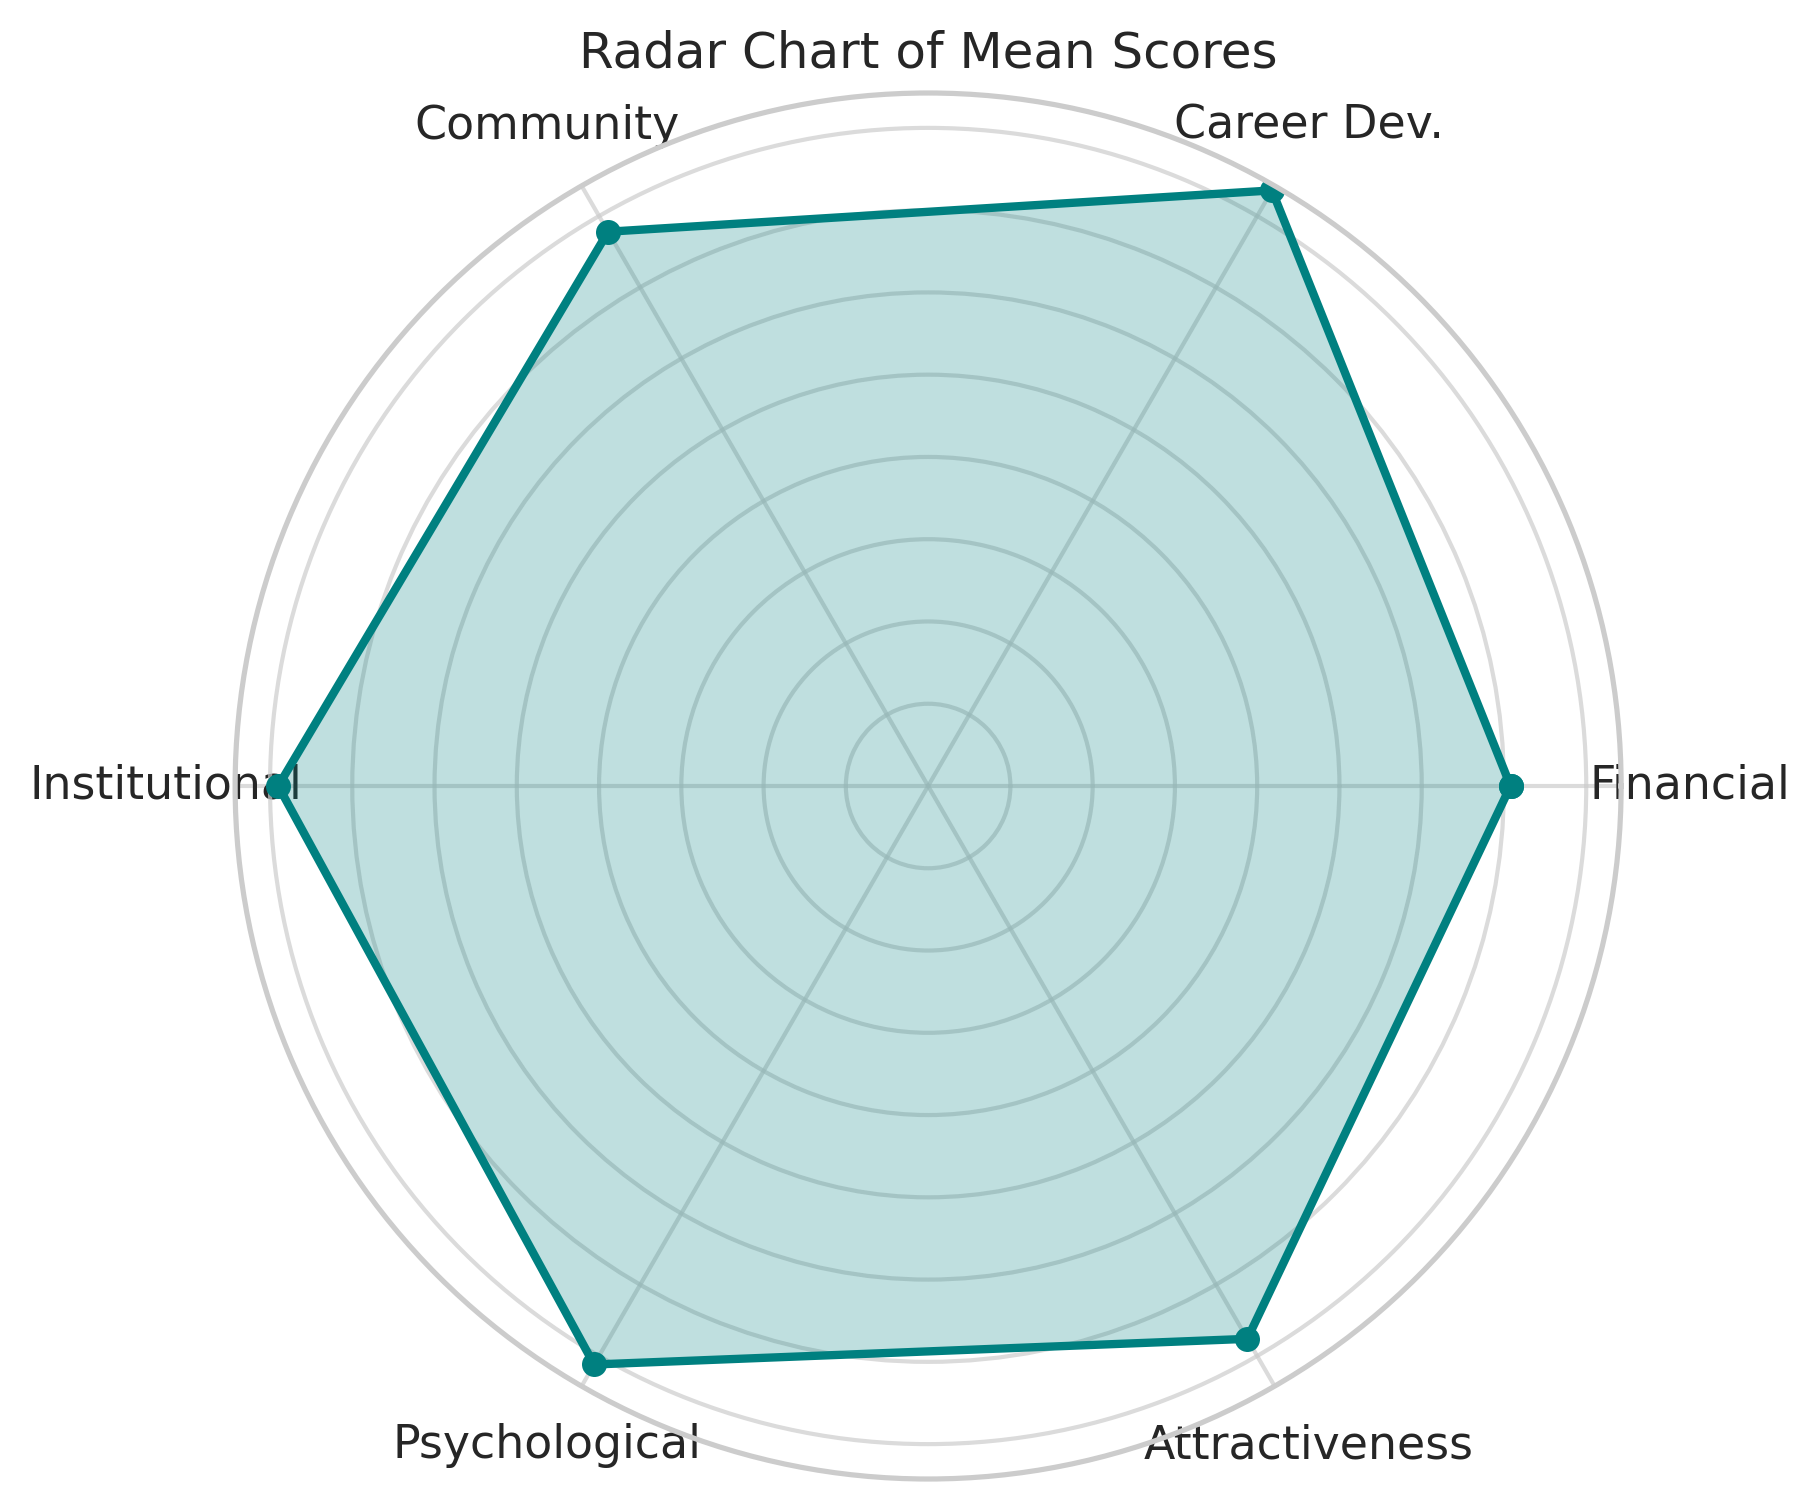 Radar Chart of Mean Scores
Community
Career Dev.
Institutional
Financial
Psychological
Attractiveness